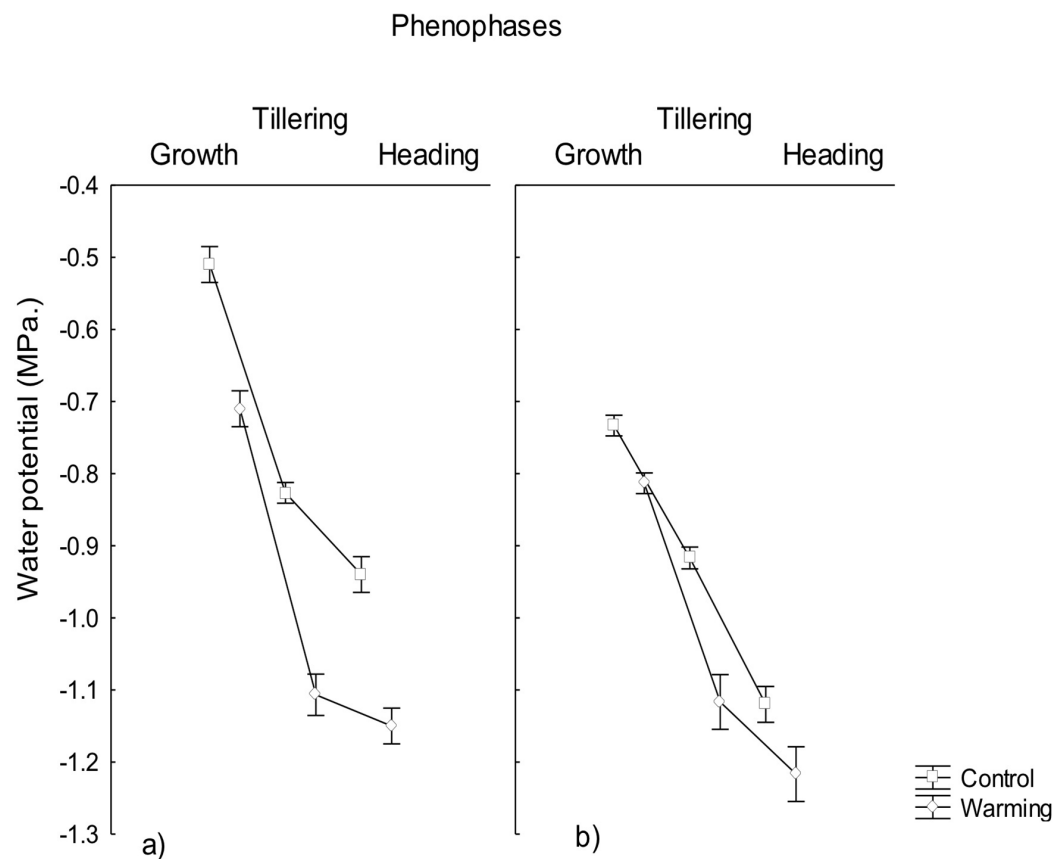 Phenophases
Tillering Tillering
Growth Heading Growth Heading
-0.4
-0.5
-0.6
-0.7
-0.8
-0.9
-1.0
-1.1
-1.2
-1.3
Water potential (MPa.)
a) b)
Control
Warming